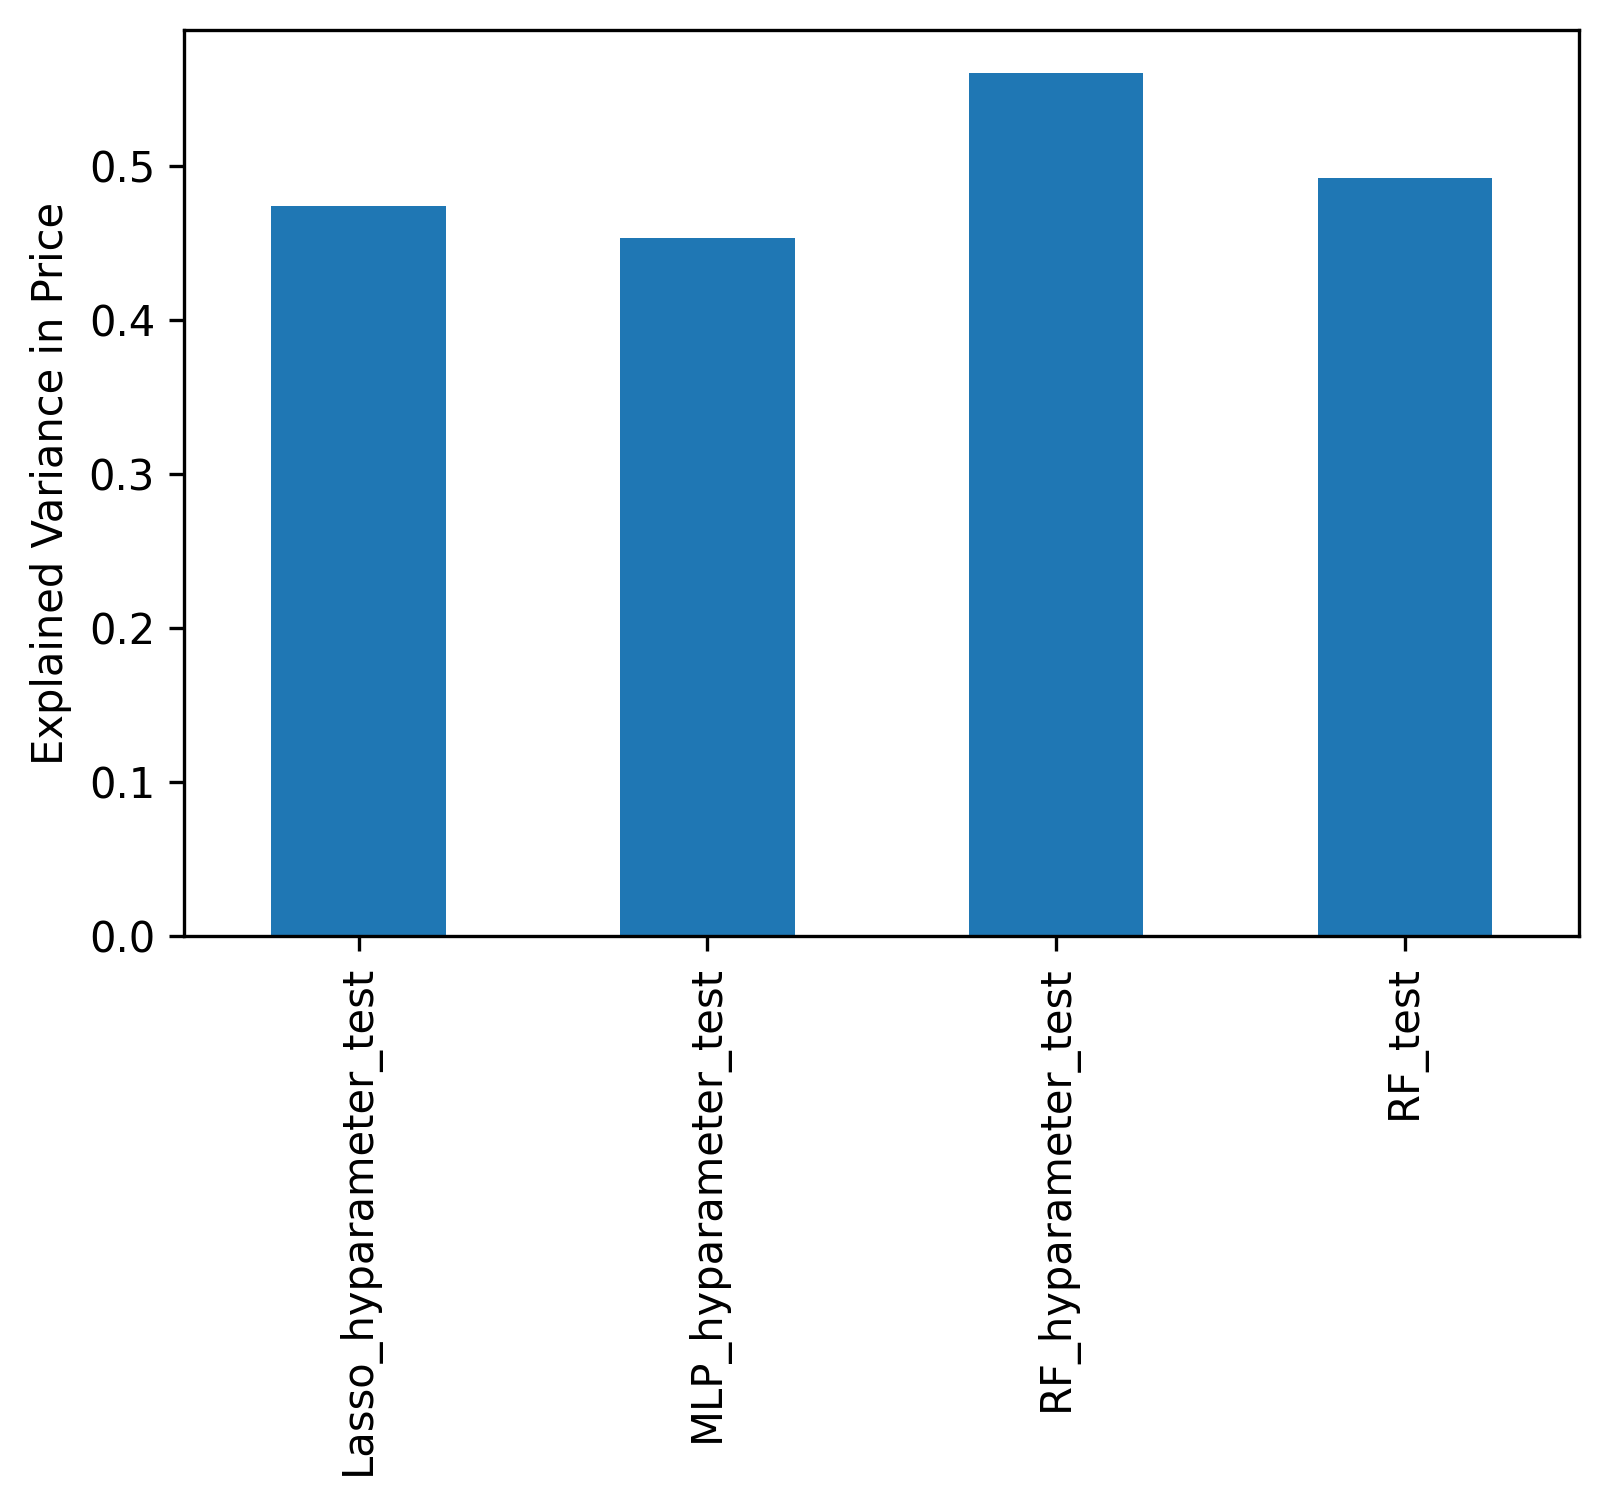 Explained Variance in Price
0.5
0.4
0.3
0.2
0.1
0.0
Lasso_hyparameter_test
MLP_hyparameter_test
RF_hyparameter_test
RF_test